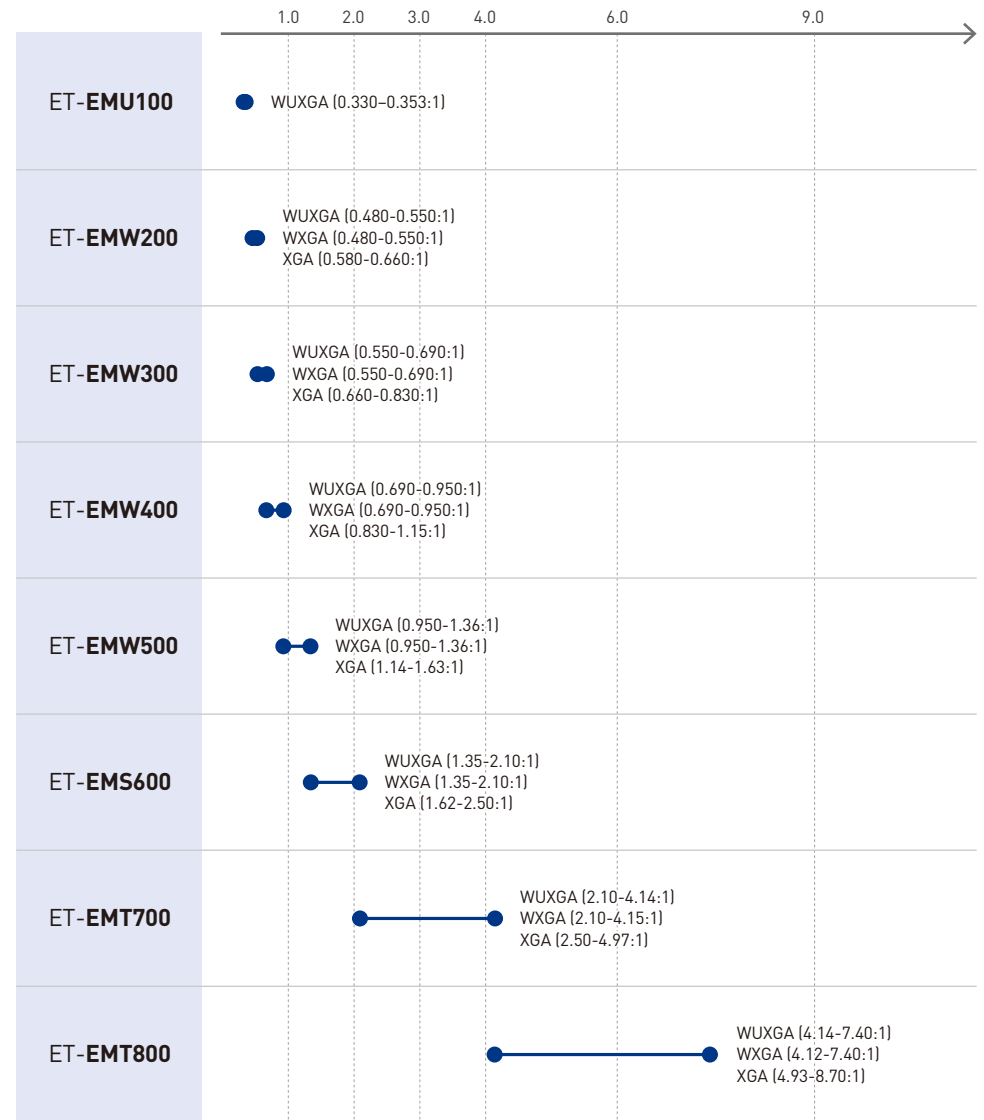 1.0 2.0 3.0 4.0 6.0 9.0
ET-EMU100
WUXGA (0.330–0.353:1)
ET-EMW200
WUXGA (0.480-0.550:1)
WXGA (0.480-0.550:1)
XGA (0.580-0.660:1)
ET-EMW300
WUXGA (0.550-0.690:1)
WXGA (0.550-0.690:1)
XGA (0.660-0.830:1)
ET-EMW400
WUXGA (0.690-0.950:1)
WXGA (0.690-0.950:1)
XGA (0.830-1.15:1)
ET-EMW500
WUXGA (0.950-1.36:1)
WXGA (0.950-1.36:1)
XGA (1.14-1.63:1)
ET-EMS600
WUXGA (1.35-2.10:1)
WXGA (1.35-2.10:1)
XGA (1.62-2.50:1)
ET-EMT700
WUXGA (2.10-4.14:1)
WXGA (2.10-4.15:1)
XGA (2.50-4.97:1)
ET-EMT800
WUXGA (4.14-7.40:1)
WXGA (4.12-7.40:1)
XGA (4.93-8.70:1)